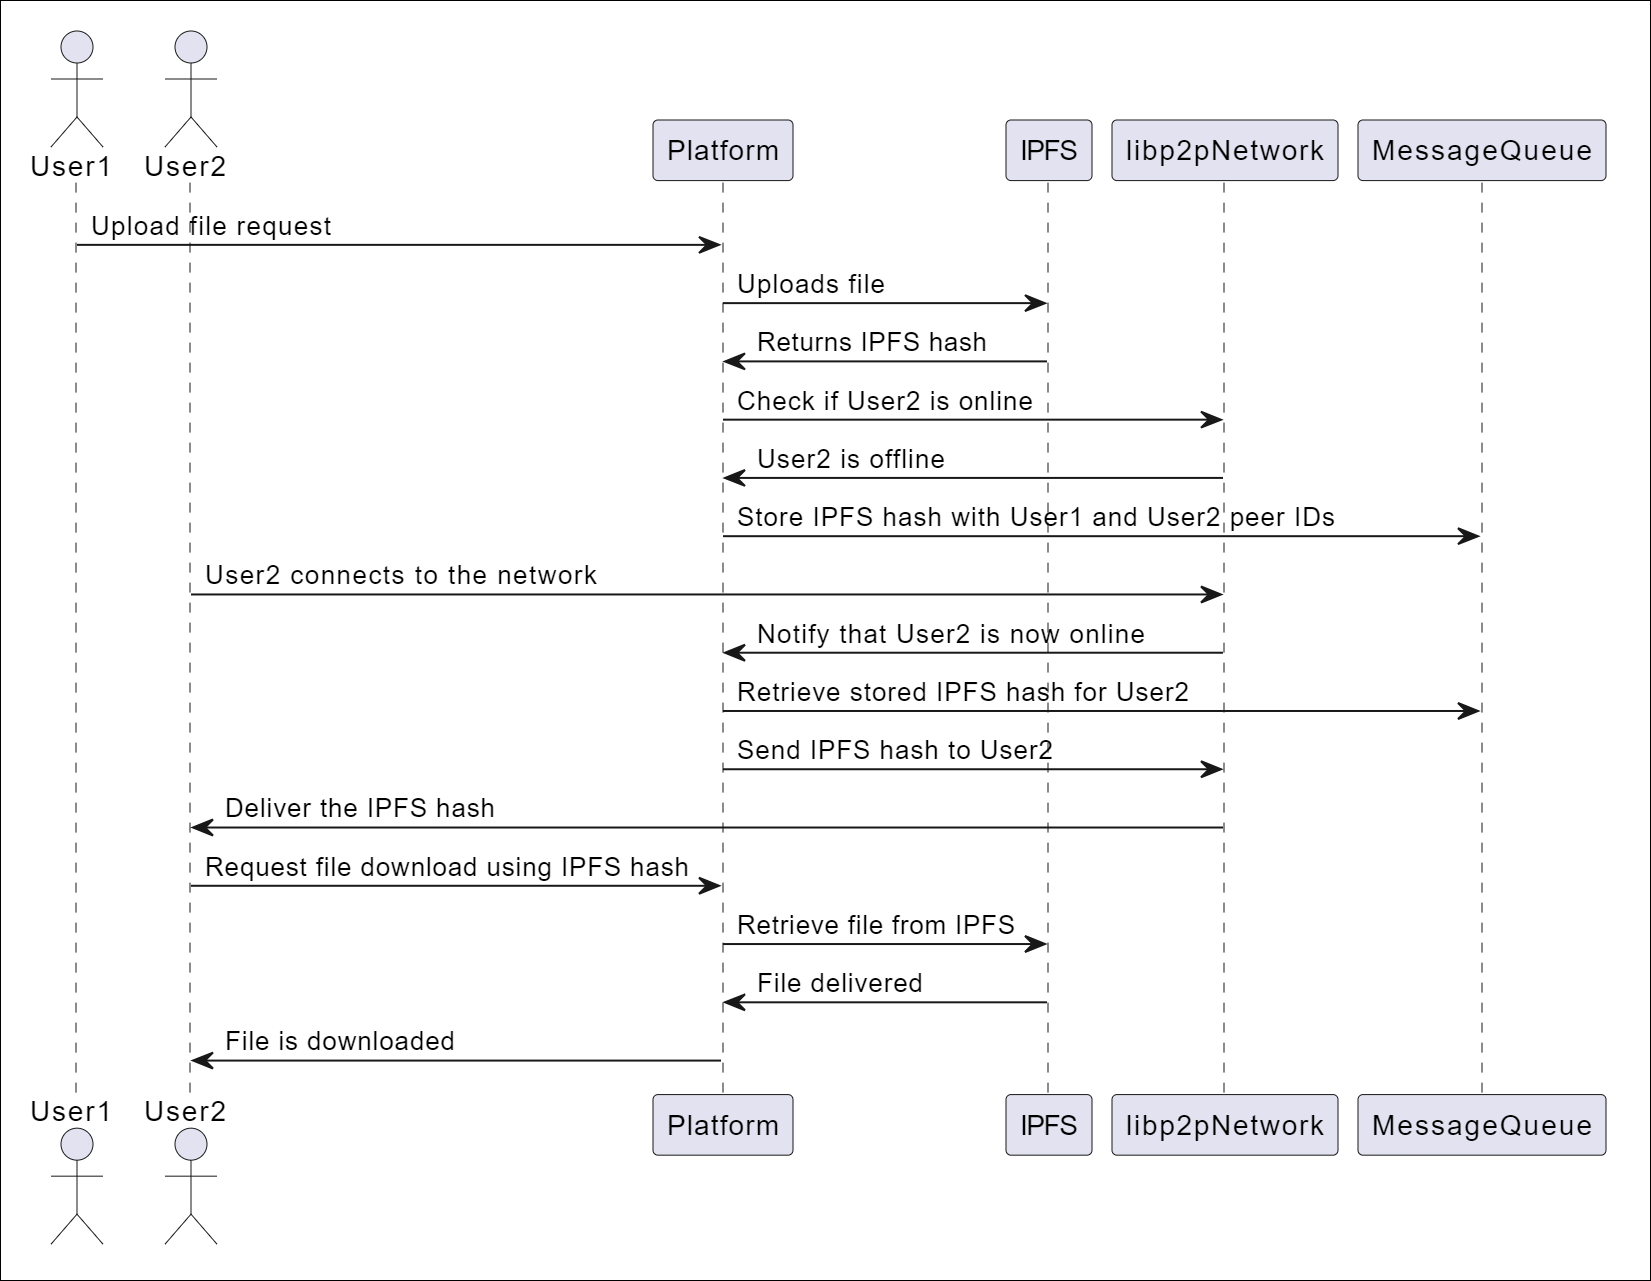 User1 User2 Platform IPFS libp2pNetwork MessageQueue
Upload file request
Uploads file
Returns IPFS hash
Check if User2 is online
User2 is offline
Store IPFS hash with User1 and User2 peer IDs
User2 connects to the network
Notify that User2 is now online
Retrieve stored IPFS hash for User2
Send IPFS hash to User2
Deliver the IPFS hash
Request file download using IPFS hash
Retrieve file from IPFS
File delivered
File is downloaded
User1 User2 Platform IPFS libp2pNetwork MessageQueue